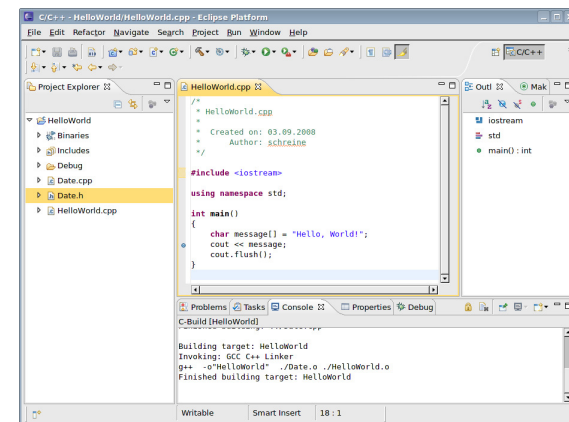 C/C++ - HelloWorld/HelloWorld.cpp - Eclipse Platform
File Edit Refactor Navigate Search Project Run Window Help
C/C++
Project Explorer
HelloWorld
Binaries
Includes
Debug
Date.cpp
Date.h
HelloWorld.cpp
HelloWorld.cpp
/*
 * HelloWorld.cpp
 *
 *  Created on: 03.09.2008
 *      Author: schreine
 */
#include <iostream>
using namespace std;
int main()
{
    char message[] = "Hello, World!";
    cout << message;
    cout.flush();
}
Outl Mak
iostream
std
main() : int
Problems Tasks Console Properties Debug
C-Build [HelloWorld]
Building target: HelloWorld
Invoking: GCC C++ Linker
g++  -o"HelloWorld"  ./Date.o ./HelloWorld.o
Finished building target: HelloWorld
Writable Smart Insert 18 : 1